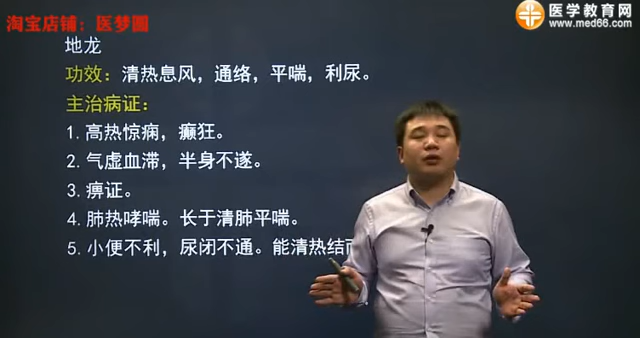 淘宝店铺：医梦圆
医学教育网
www.med66.com
地龙
功效：清热息风，通络，平喘，利尿。
主治病证：
1.高热惊痫，癫狂。
2.气虚血滞，半身不遂。
3.痹证。
4.肺热哮喘。长于清肺平喘。
5.小便不利，尿闭不通。能清热结